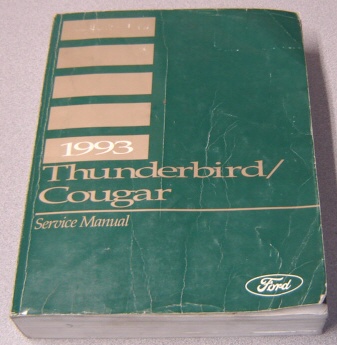 1993
Thunderbird/
Cougar
Service Manual
Ford